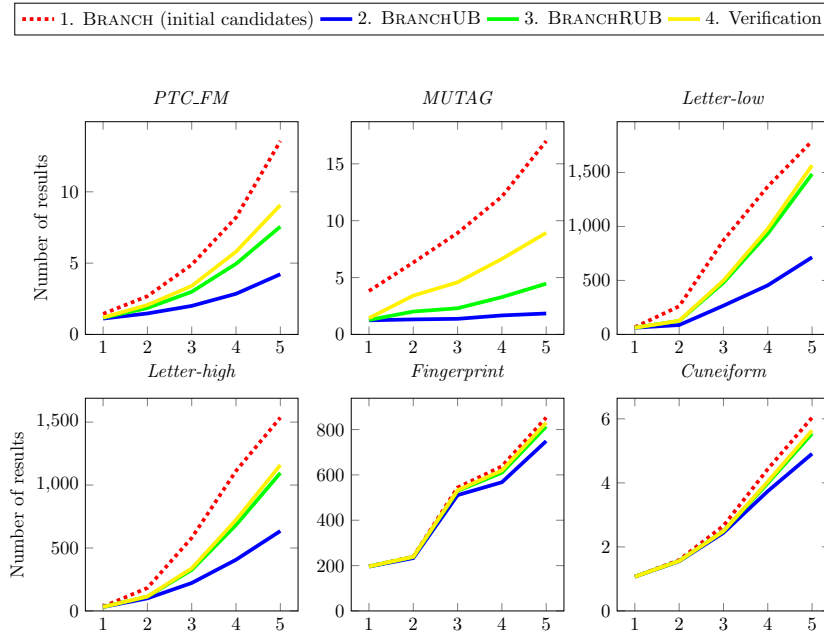 1. BRANCH (initial candidates) 2. BRANCHUB 3. BRANCHRUB 4. Verification
PTC_FM
MUTAG
Letter-low
Number of results
0
5
10
1 2 3 4 5
0
5
10
15
1 2 3 4 5
0
500
1,000
1,500
1 2 3 4 5
Letter-high
Fingerprint
Cuneiform
Number of results
0
500
1,000
1,500
1 2 3 4 5
0
200
400
600
800
1 2 3 4 5
0
2
4
6
1 2 3 4 5